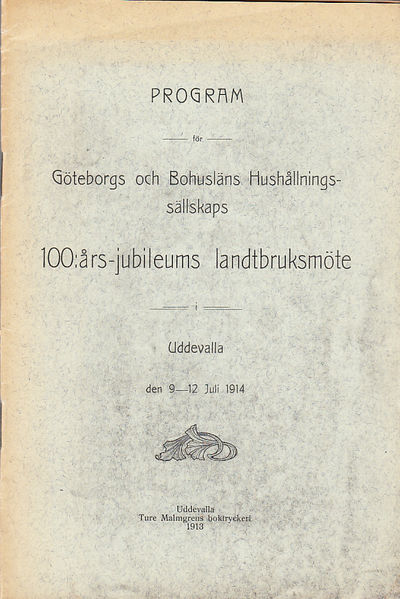 PROGRAM
för
Göteborgs och Bohusläns Hushållnings-
sällskaps
100:års-jubileums landtbruksmöte
i
Uddevalla
den 9—12 Juli 1914
Uddevalla
Ture Malmgrens boktryckeri
1913